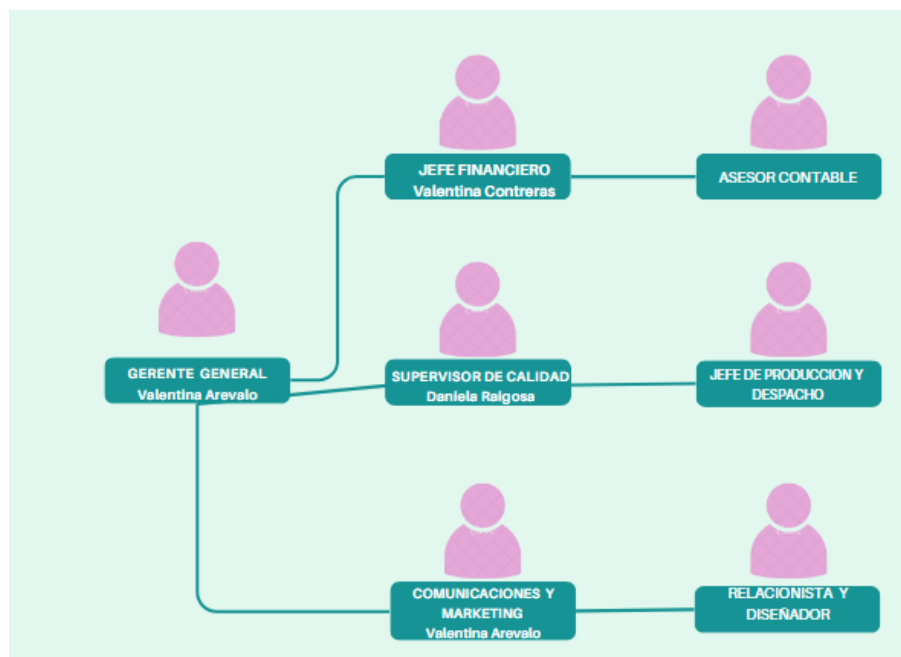 JEFE FINANCIERO
Valentina Contreras
ASESOR CONTABLE
GERENTE GENERAL
Valentina Arevalo
SUPERVISOR DE CALIDAD
Daniela Raigosa
JEFE DE PRODUCCION Y
DESPACHO
COMUNICACIONES Y
MARKETING
Valentina Arevalo
RELACIONISTA Y
DISEÑADOR